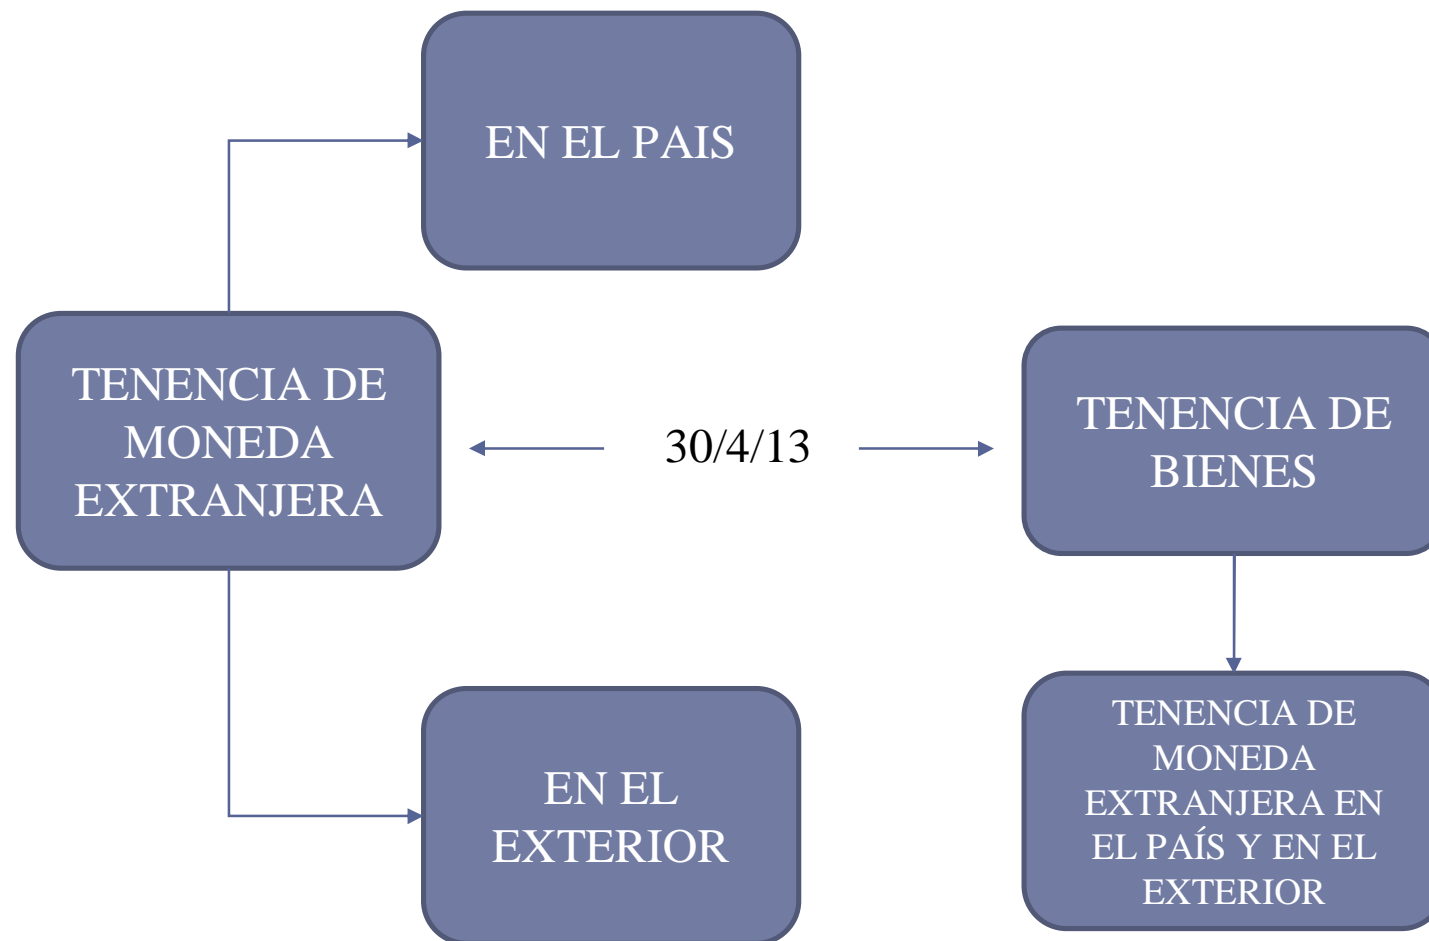 EN EL PAIS
TENENCIA DE
MONEDA
EXTRANJERA
30/4/13
TENENCIA DE
BIENES
EN EL
EXTERIOR
TENENCIA DE
MONEDA
EXTRANJERA EN
EL PAÍS Y EN EL
EXTERIOR